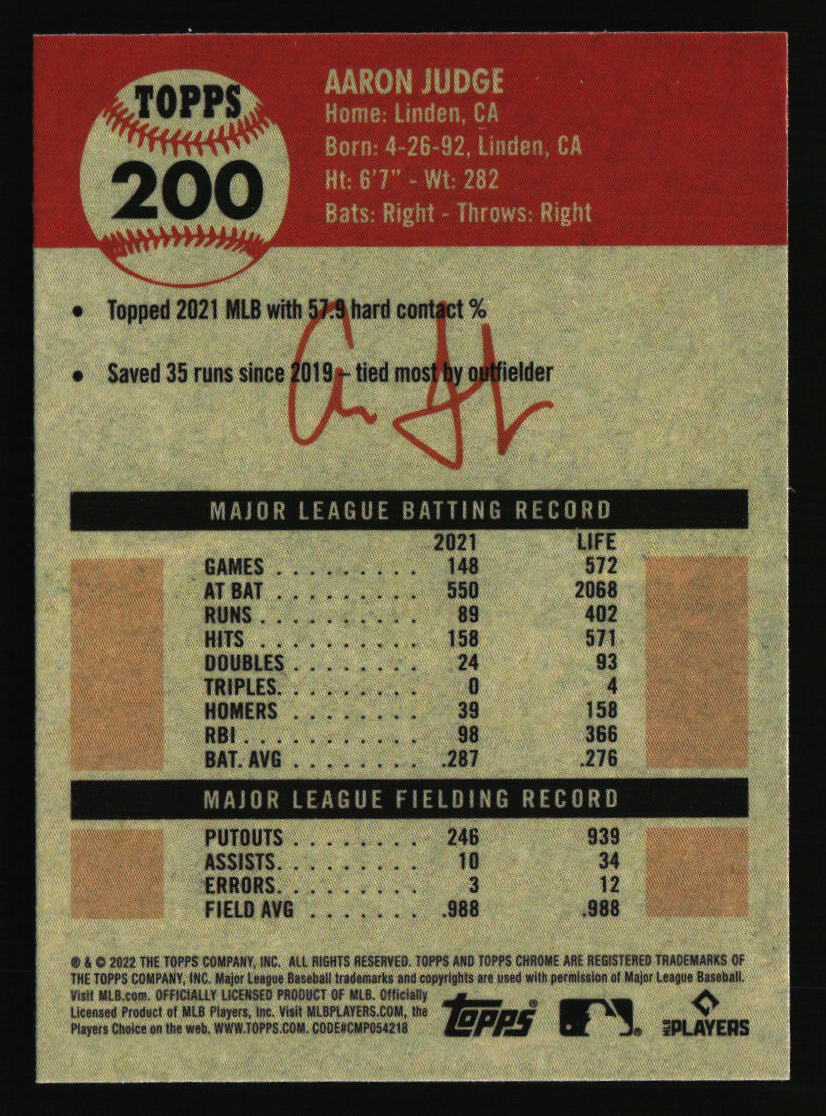 TOPPS
200
AARON JUDGE
Home: Linden, CA
Born: 4-26-92, Linden, CA
Ht: 6'7" - Wt: 282
Bats: Right - Throws: Right
• Topped 2021 MLB with 57.9 hard contact %
• Saved 35 runs since 2019 – tied most by outfielder
MAJOR LEAGUE BATTING RECORD
2021 LIFE
GAMES . . . . . . . . . . 148 572
AT BAT . . . . . . . . . . 550 2068
RUNS . . . . . . . . . . . 89 402
HITS . . . . . . . . . . . 158 571
DOUBLES . . . . . . . . . 24 93
TRIPLES. . . . . . . . . . 0 4
HOMERS . . . . . . . . . 39 158
RBI . . . . . . . . . . . . 98 366
BAT. AVG . . . . . . . . .287 .276
MAJOR LEAGUE FIELDING RECORD
PUTOUTS . . . . . . . . . 246 939
ASSISTS. . . . . . . . . . 10 34
ERRORS. . . . . . . . . . 3 12
FIELD AVG . . . . . . . .988 .988
® & © 2022 THE TOPPS COMPANY, INC. ALL RIGHTS RESERVED. TOPPS AND TOPPS CHROME ARE REGISTERED TRADEMARKS OF
THE TOPPS COMPANY, INC. Major League Baseball trademarks and copyrights are used with permission of Major League Baseball.
Visit MLB.com. OFFICIALLY LICENSED PRODUCT OF MLB. Officially
Licensed Product of MLB Players, Inc. Visit MLBPLAYERS.COM, the
Players Choice on the web. WWW.TOPPS.COM. CODE#CMP054218
topps®
MLB PLAYERS